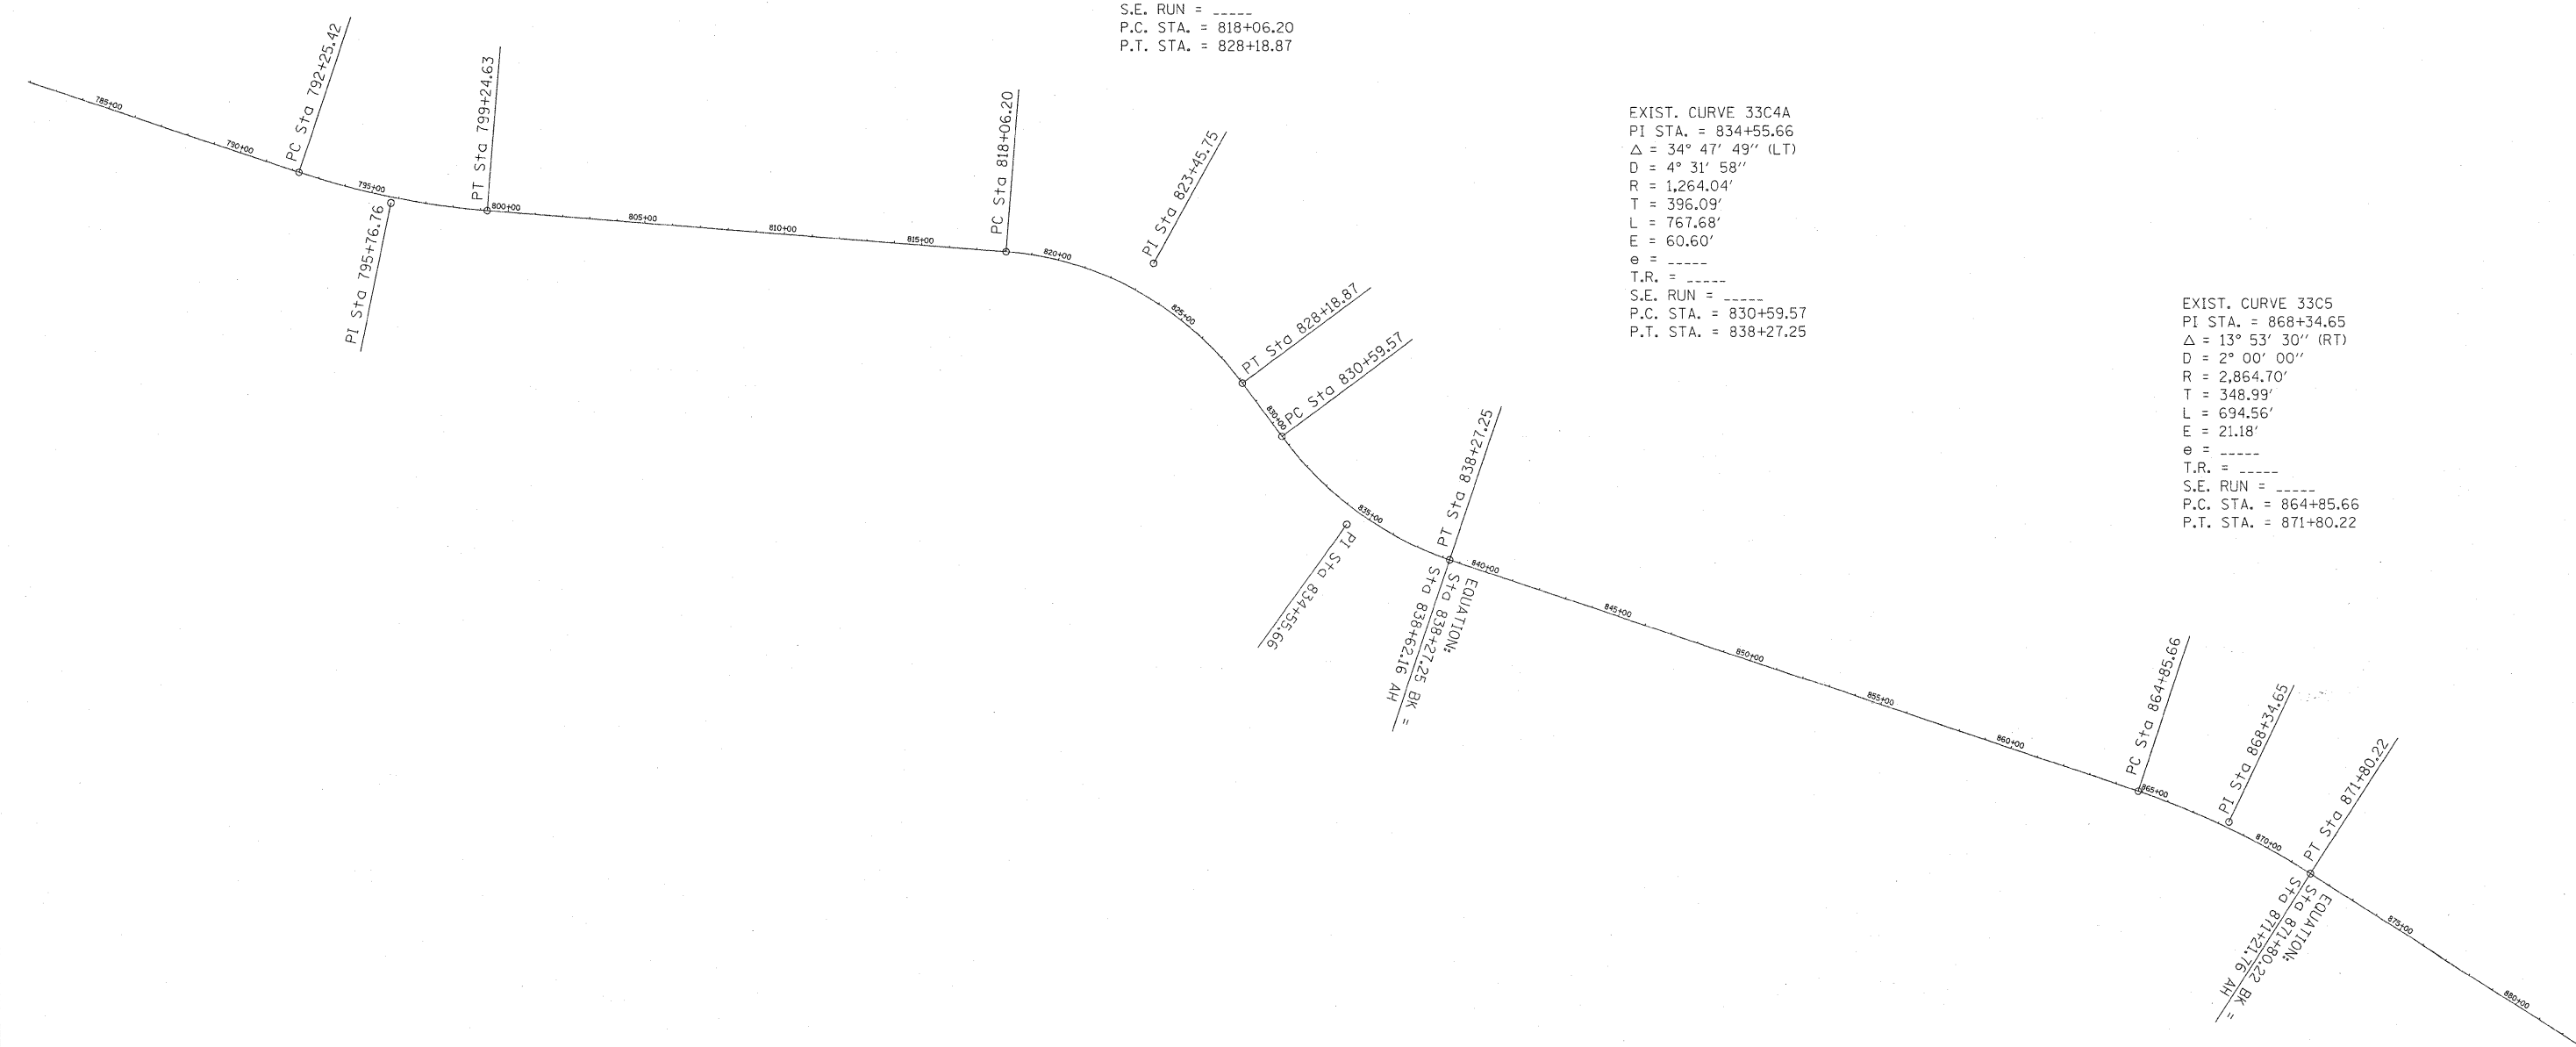 S.E. RUN = _____
P.C. STA. = 818+06.20
P.T. STA. = 828+18.87
785+00
790+00
PC Sta 792+25.42
795+00
PI Sta 795+76.76
PT Sta 799+24.63
800+00
805+00
810+00
815+00
PC Sta 818+06.20
820+00
PI Sta 823+45.75
825+00
PT Sta 828+18.87
830+00
PC Sta 830+59.57
PI Sta 834+55.66
835+00
PT Sta 838+27.25
EQUATION:
Sta 838+27.25 BK =
Sta 838+62.16 AH
840+00
845+00
850+00
855+00
860+00
PC Sta 864+85.66
865+00
PI Sta 868+34.65
870+00
PT Sta 871+80.22
EQUATION:
Sta 871+80.22 BK =
Sta 871+21.76 AH
875+00
880+00
EXIST. CURVE 33C4A
PI STA. = 834+55.66
Δ = 34° 47' 49" (LT)
D = 4° 31' 58"
R = 1,264.04'
T = 396.09'
L = 767.68'
E = 60.60'
e = _____
T.R. = _____
S.E. RUN = _____
P.C. STA. = 830+59.57
P.T. STA. = 838+27.25
EXIST. CURVE 33C5
PI STA. = 868+34.65
Δ = 13° 53' 30" (RT)
D = 2° 00' 00"
R = 2,864.70'
T = 348.99'
L = 694.56'
E = 21.18'
e = _____
T.R. = _____
S.E. RUN = _____
P.C. STA. = 864+85.66
P.T. STA. = 871+80.22